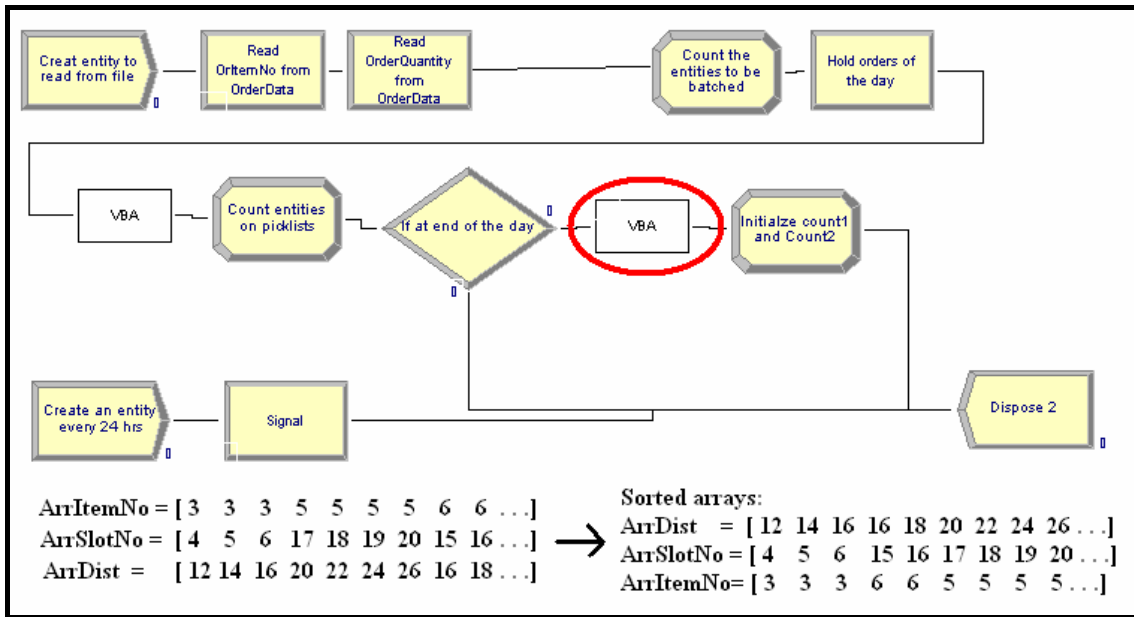 Creat entity to
read from file
Read
OrItemNo from
OrderData
Read
OrderQuantity
from
OrderData
Count the
entities to be
batched
Hold orders of
the day
VBA
Count entities
on picklists
If at end of the day
VBA
Initialze count1
and Count2
Create an entity
every 24 hrs
Signal
Dispose 2
0
0
0
0
0
ArrItemNo = [ 3 3 3 5 5 5 5 6 6 . . .]
ArrSlotNo = [ 4 5 6 17 18 19 20 15 16 . . .]
ArrDist = [ 12 14 16 20 22 24 26 16 18 . . .]
Sorted arrays:
ArrDist = [ 12 14 16 16 18 20 22 24 26 . . .]
ArrSlotNo = [ 4 5 6 15 16 17 18 19 20 . . .]
ArrItemNo= [ 3 3 3 6 6 5 5 5 5 . . .]